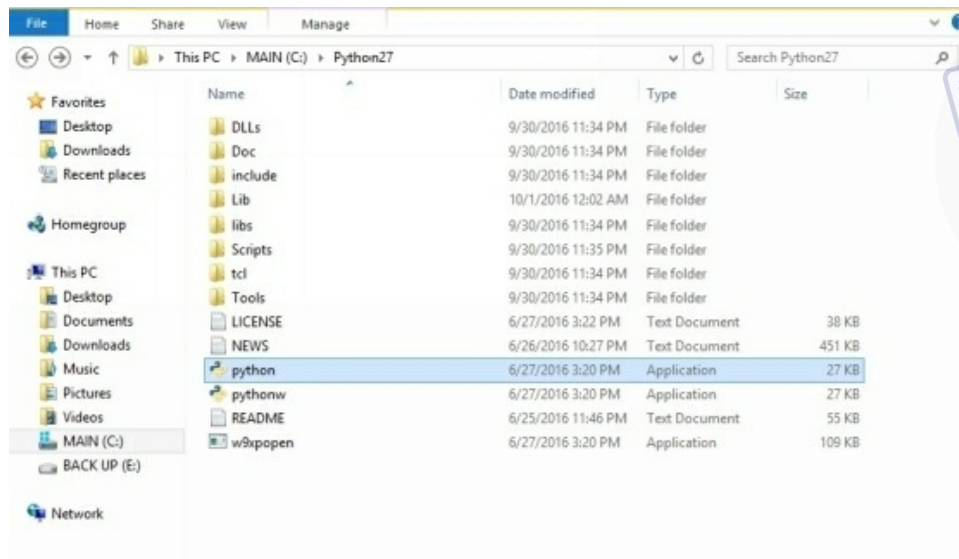 File Home Share View Manage
This PC MAIN (C:) Python27 Search Python27
Name Date modified Type Size
Favorites
Desktop
Downloads
Recent places
Homegroup
This PC
Desktop
Documents
Downloads
Music
Pictures
Videos
MAIN (C:)
BACK UP (E:)
Network
DLLs 9/30/2016 11:34 PM File folder
Doc 9/30/2016 11:34 PM File folder
include 9/30/2016 11:34 PM File folder
Lib 10/1/2016 12:02 AM File folder
libs 9/30/2016 11:34 PM File folder
Scripts 9/30/2016 11:35 PM File folder
tcl 9/30/2016 11:34 PM File folder
Tools 9/30/2016 11:34 PM File folder
LICENSE 6/27/2016 3:22 PM Text Document 38 KB
NEWS 6/26/2016 10:27 PM Text Document 451 KB
python 6/27/2016 3:20 PM Application 27 KB
pythonw 6/27/2016 3:20 PM Application 27 KB
README 6/25/2016 11:46 PM Text Document 55 KB
w9xpopen 6/27/2016 3:20 PM Application 109 KB